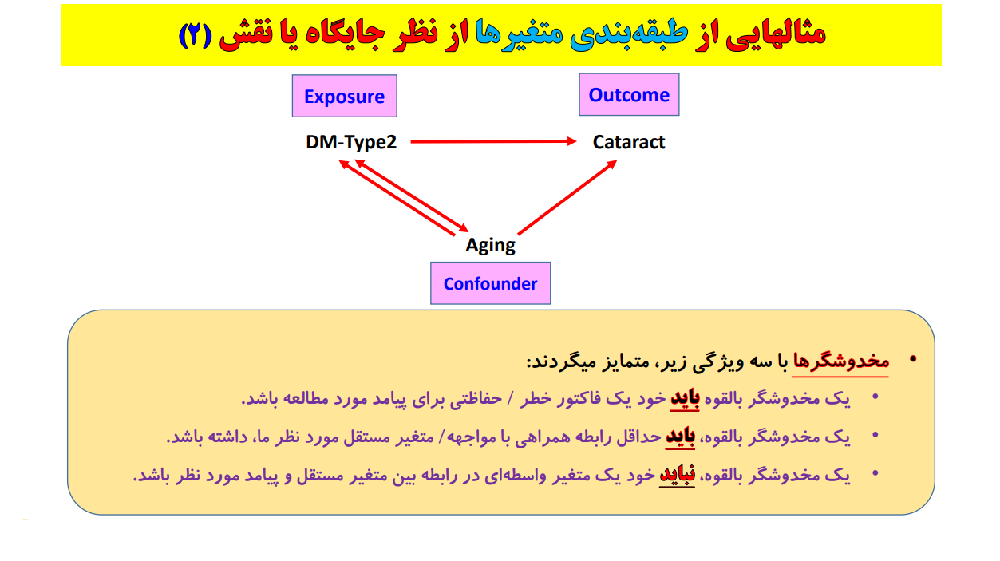 مثالهایی از طبقه‌بندی متغیرها از نظر جایگاه یا نقش (۲)
Exposure
Outcome
DM-Type2
Cataract
Aging
Confounder
• مخدوشگرها با سه ویژگی زیر، متمایز میگردند:
• یک مخدوشگر بالقوه باید خود یک فاکتور خطر / حفاظتی برای پیامد مورد مطالعه باشد.
• یک مخدوشگر بالقوه، باید حداقل رابطه همراهی با مواجهه/ متغیر مستقل مورد نظر ما، داشته باشد.
• یک مخدوشگر بالقوه، نباید خود یک متغیر واسطه‌ای در رابطه بین متغیر مستقل و پیامد مورد نظر باشد.